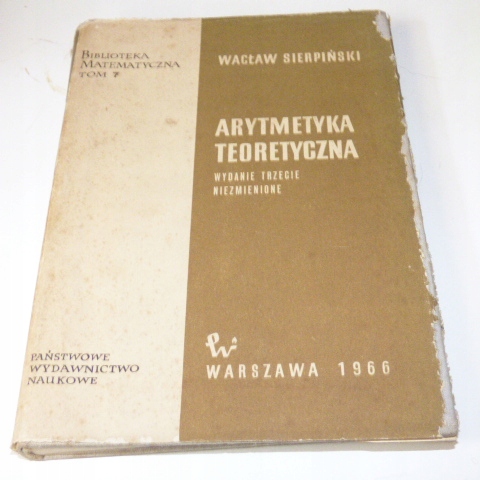 BIBLIOTEKA
MATEMATYCZNA
TOM 7
WACŁAW SIERPIŃSKI
ARYTMETYKA
TEORETYCZNA
WYDANIE TRZECIE
NIEZMIENIONE
PAŃSTWOWE
WYDAWNICTWO
NAUKOWE
WARSZAWA 1966